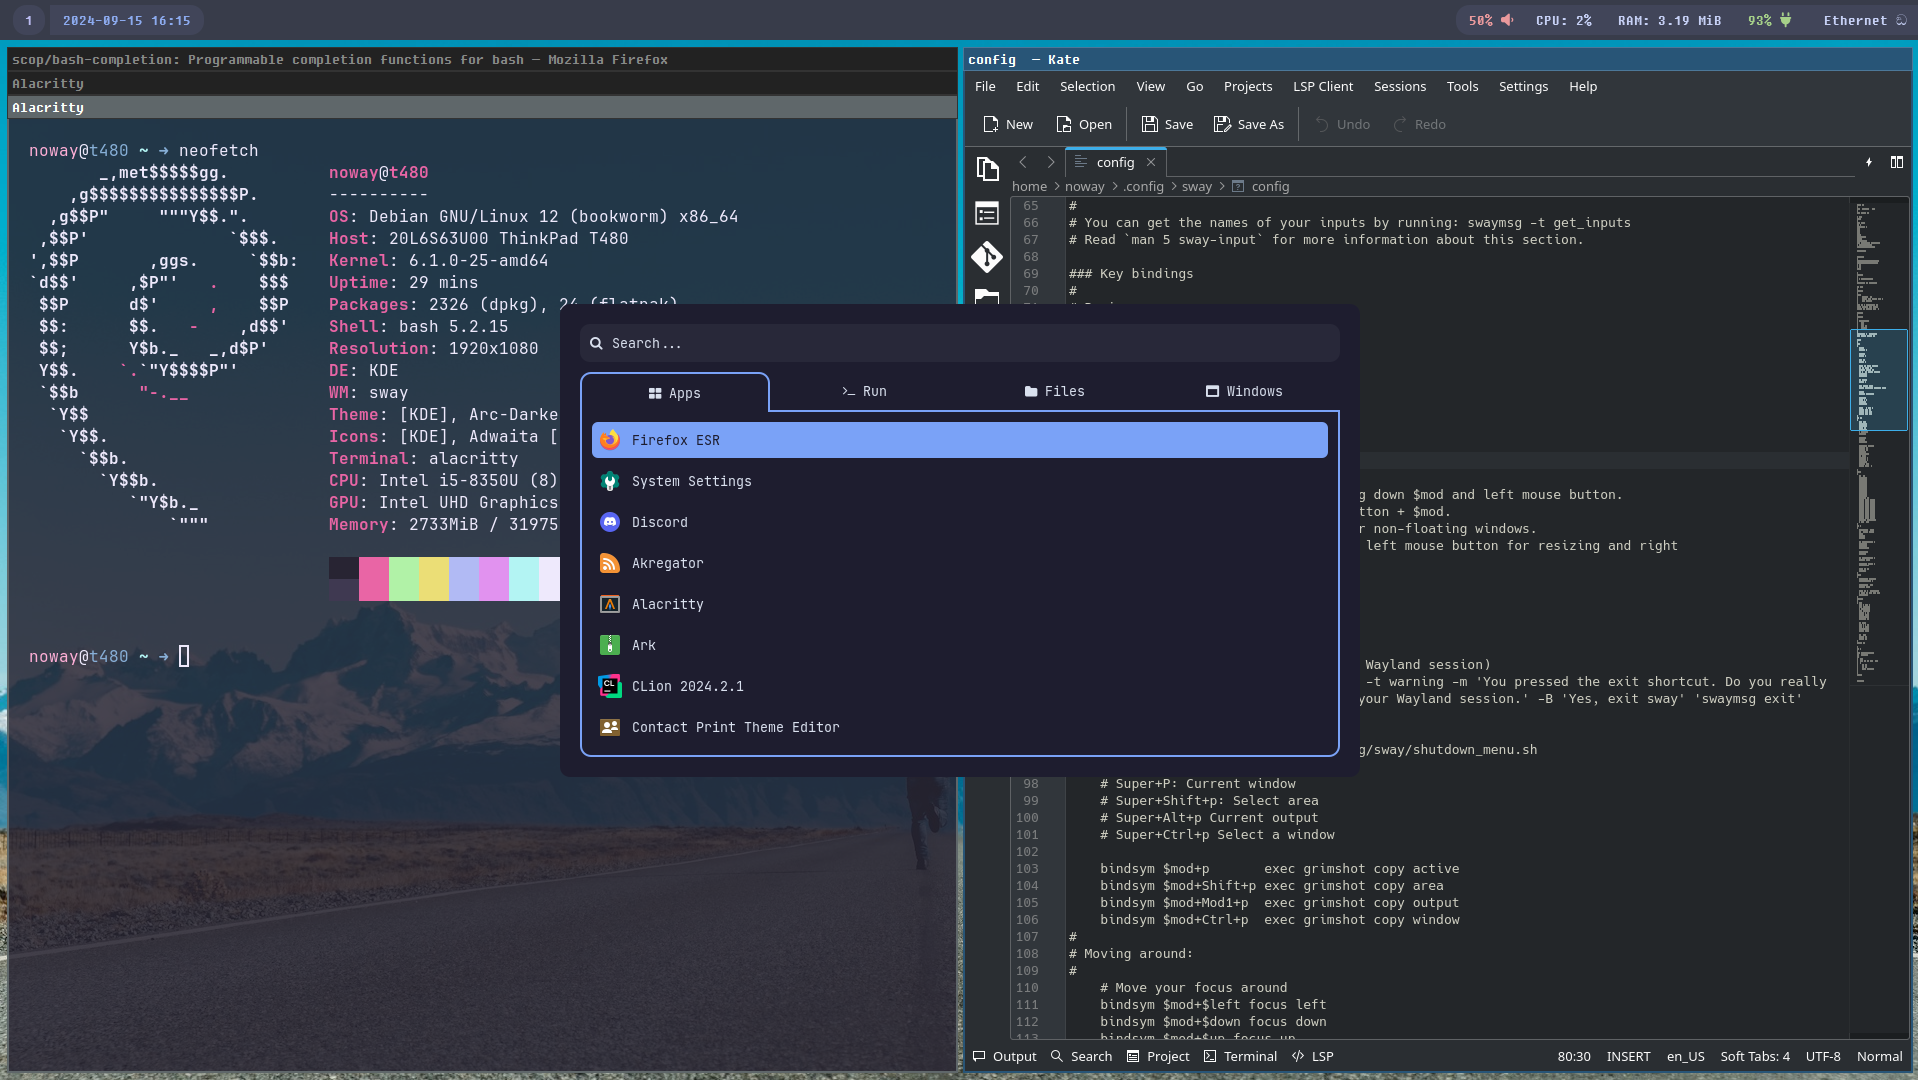 1 2024-09-15 16:15 50% CPU: 2% RAM: 3.19 MiB 93% Ethernet
scop/bash-completion: Programmable completion functions for bash — Mozilla Firefox
Alacritty
Alacritty
noway@t480 ~ → neofetch
_,met$$$$$gg.
,g$$$$$$$$$$$$$$$P.
,g$$P"     """Y$$.".
,$$P'              `$$$.
',$$P       ,ggs.     `$$b:
`d$$'     ,$P"'   .    $$$
$$P      d$'     ,    $$P
$$:      $$.   -    ,d$$'
$$;      Y$b._   _,d$P'
Y$$.    `.`"Y$$$$P"'
`$$b      "-.__
`Y$$
`Y$$.
`$$b.
`Y$$b.
`"Y$b._
`"""
noway@t480
----------
OS: Debian GNU/Linux 12 (bookworm) x86_64
Host: 20L6S63U00 ThinkPad T480
Kernel: 6.1.0-25-amd64
Uptime: 29 mins
Packages: 2326 (dpkg), 24 (flatpak)
Shell: bash 5.2.15
Resolution: 1920x1080
DE: KDE
WM: sway
Theme: [KDE], Arc-Darke
Icons: [KDE], Adwaita [
Terminal: alacritty
CPU: Intel i5-8350U (8)
GPU: Intel UHD Graphics
Memory: 2733MiB / 31975
noway@t480 ~ →
Search...
Apps
Run
Files
Windows
Firefox ESR
System Settings
Discord
Akregator
Alacritty
Ark
CLion 2024.2.1
Contact Print Theme Editor
config — Kate
File Edit Selection View Go Projects LSP Client Sessions Tools Settings Help
New Open Save Save As Undo Redo
config
home > noway > .config > sway > config
65 #
66 # You can get the names of your inputs by running: swaymsg -t get_inputs
67 # Read `man 5 sway-input` for more information about this section.
68
69 ### Key bindings
70 #
g down $mod and left mouse button.
tton + $mod.
r non-floating windows.
left mouse button for resizing and right
Wayland session)
-t warning -m 'You pressed the exit shortcut. Do you really
your Wayland session.' -B 'Yes, exit sway' 'swaymsg exit'
g/sway/shutdown_menu.sh
98 # Super+P: Current window
99 # Super+Shift+p: Select area
100 # Super+Alt+p Current output
101 # Super+Ctrl+p Select a window
102
103 bindsym $mod+p       exec grimshot copy active
104 bindsym $mod+Shift+p exec grimshot copy area
105 bindsym $mod+Mod1+p  exec grimshot copy output
106 bindsym $mod+Ctrl+p  exec grimshot copy window
107 #
108 # Moving around:
109 #
110 # Move your focus around
111 bindsym $mod+$left focus left
112 bindsym $mod+$down focus down
113 bindsym $mod+$up focus up
Output Search Project Terminal LSP 80:30 INSERT en_US Soft Tabs: 4 UTF-8 Normal